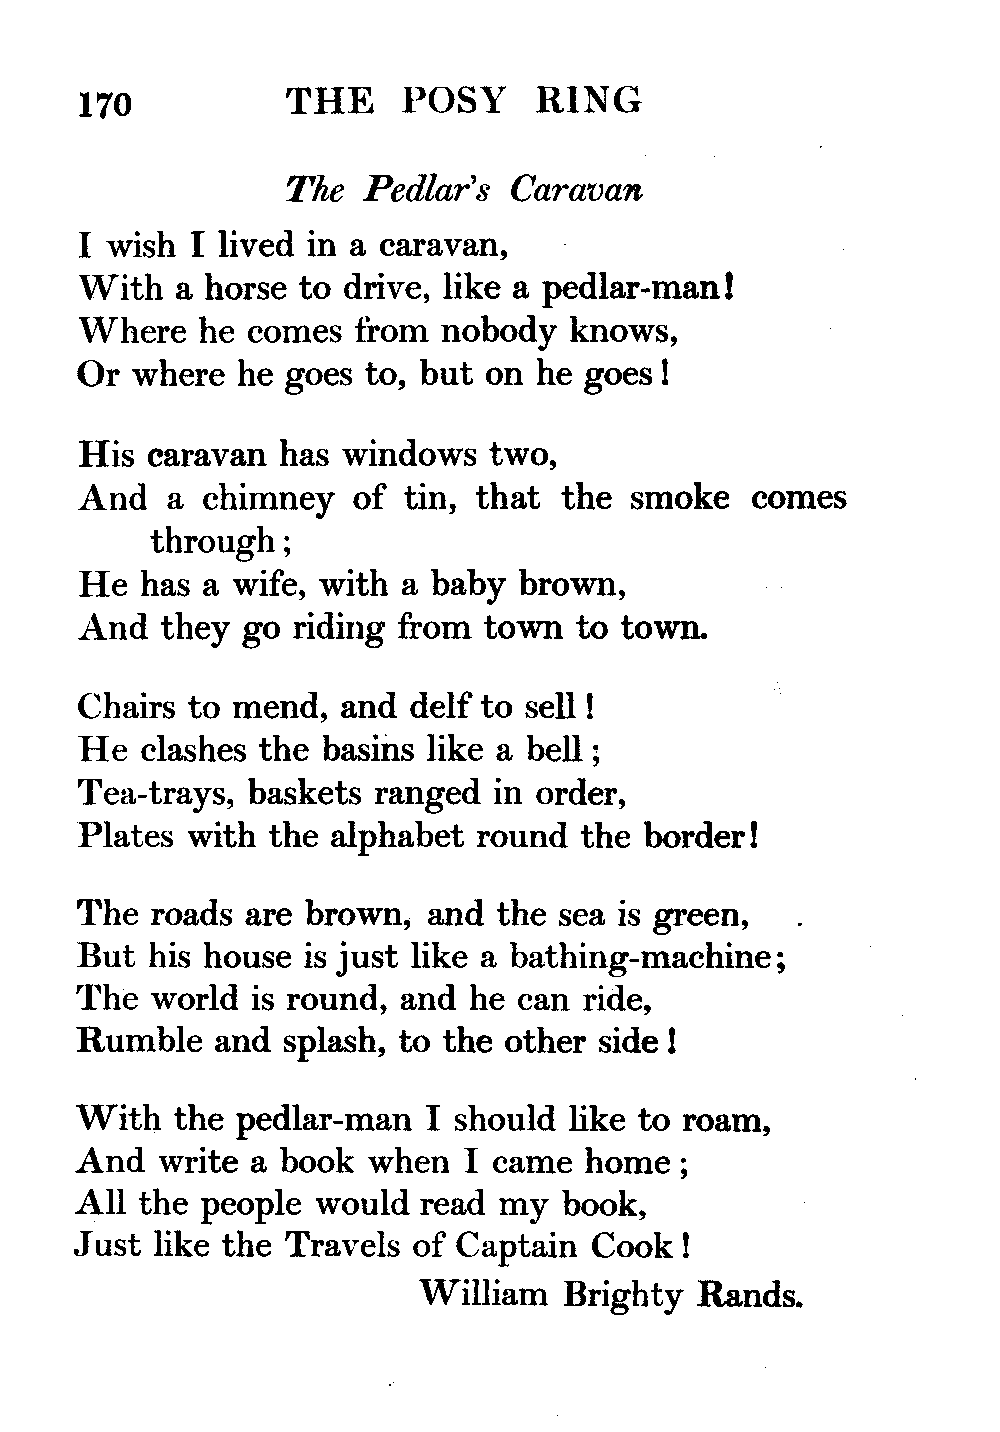 170 THE POSY RING
The Pedlar's Caravan
I wish I lived in a caravan,
With a horse to drive, like a pedlar-man!
Where he comes from nobody knows,
Or where he goes to, but on he goes!
His caravan has windows two,
And a chimney of tin, that the smoke comes
through;
He has a wife, with a baby brown,
And they go riding from town to town.
Chairs to mend, and delf to sell!
He clashes the basins like a bell;
Tea-trays, baskets ranged in order,
Plates with the alphabet round the border!
The roads are brown, and the sea is green,
But his house is just like a bathing-machine;
The world is round, and he can ride,
Rumble and splash, to the other side!
With the pedlar-man I should like to roam,
And write a book when I came home;
All the people would read my book,
Just like the Travels of Captain Cook!
William Brighty Rands.